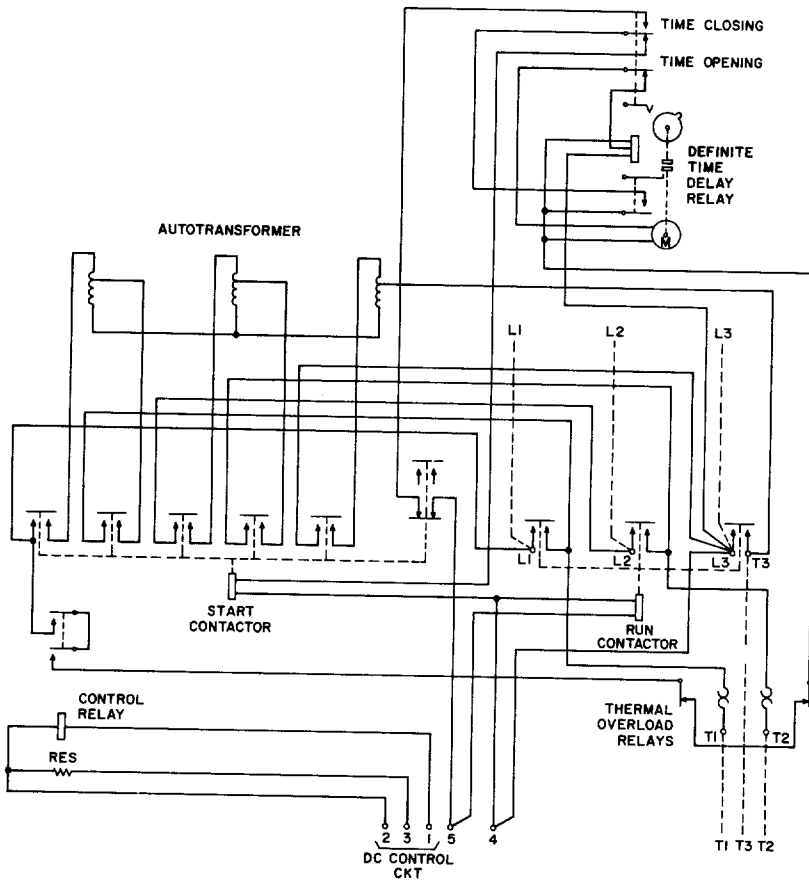 TIME CLOSING
TIME OPENING
DEFINITE
TIME
DELAY
RELAY
M
AUTOTRANSFORMER
L1
L2
L3
L1
L2
L3
T3
START
CONTACTOR
RUN
CONTACTOR
CONTROL
RELAY
RES
THERMAL
OVERLOAD
RELAYS
T1
T2
2
3
1
5
4
DC CONTROL
CKT
T1
T3
T2